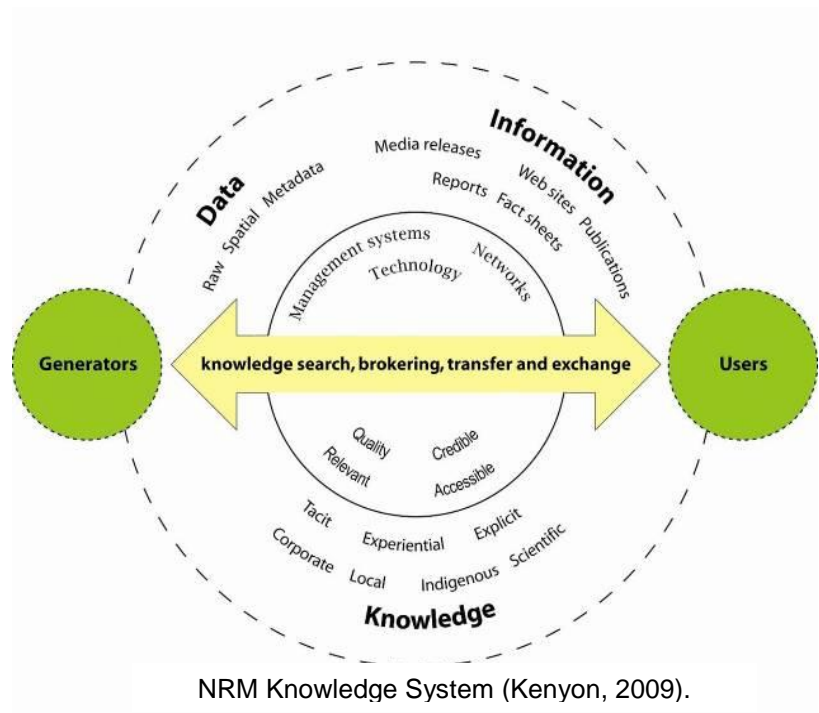 Information
Data
Media releases
Web sites
Publications
Reports
Fact sheets
Raw Spatial Metadata
Management systems
Technology
Networks
Generators
knowledge search, brokering, transfer and exchange
Users
Quality
Credible
Relevant
Accessible
Tacit
Experiential
Explicit
Corporate
Local
Indigenous
Scientific
Knowledge
NRM Knowledge System (Kenyon, 2009).